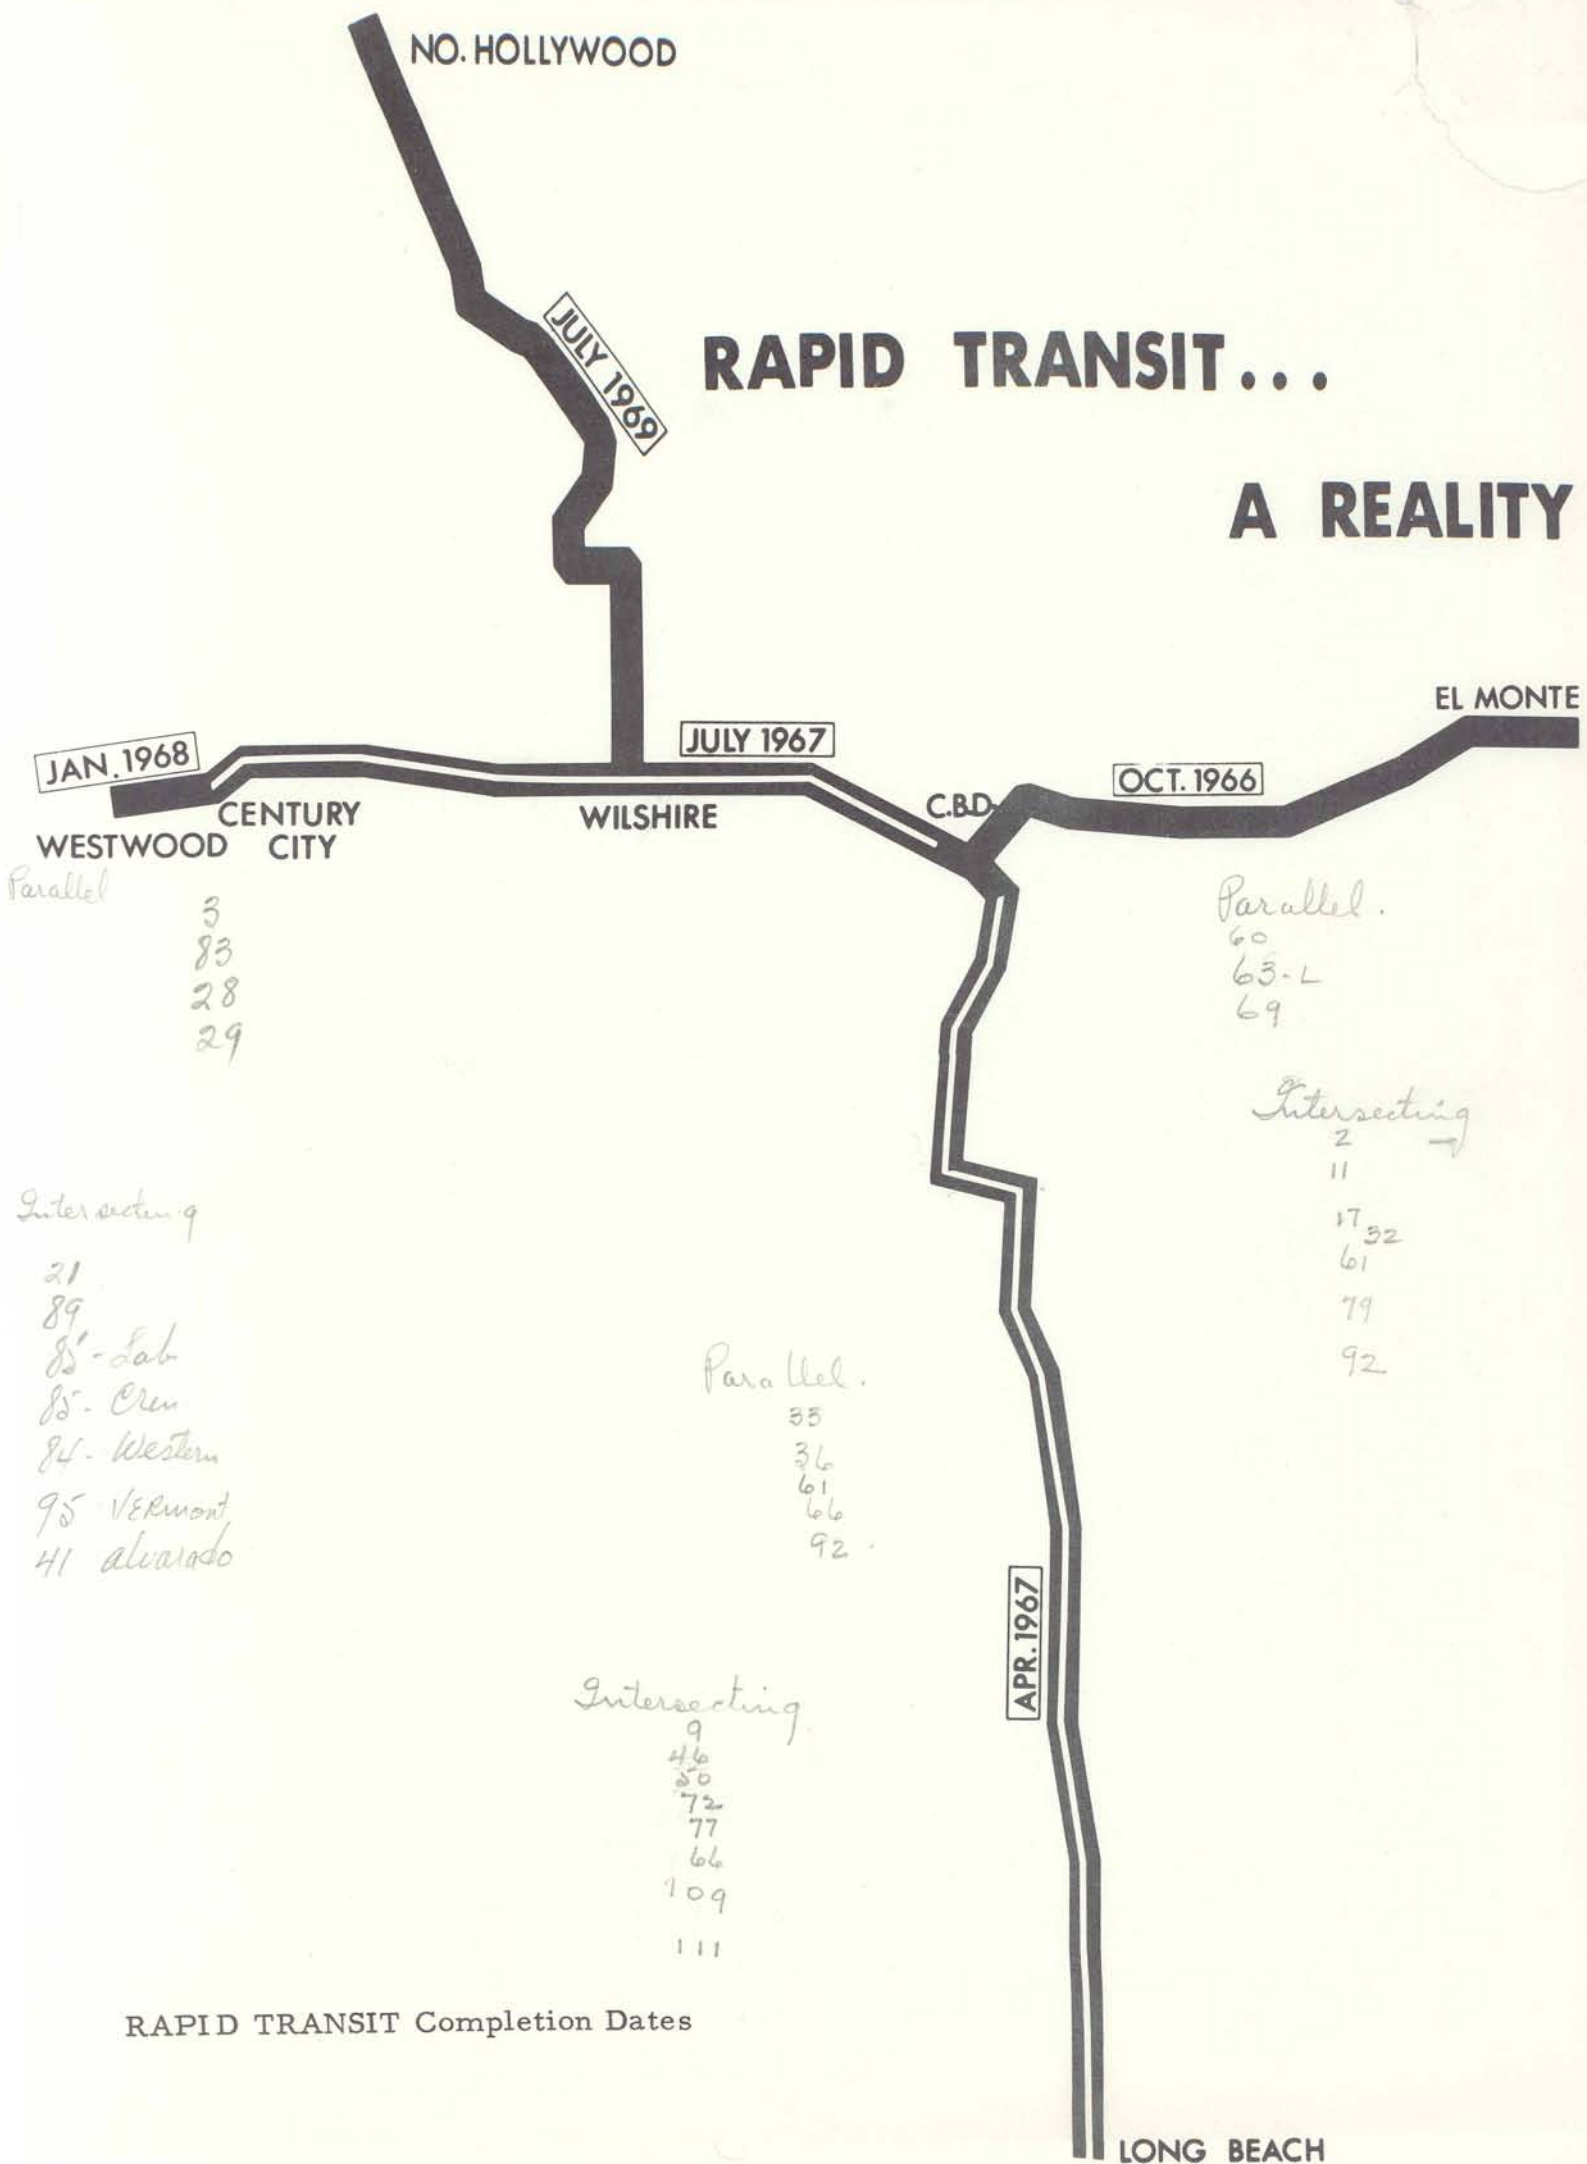 NO. HOLLYWOOD
JULY 1969
RAPID TRANSIT...
A REALITY
EL MONTE
JULY 1967
JAN. 1968
OCT. 1966
C.B.D.
CENTURY
CITY
WILSHIRE
WESTWOOD
Parallel
3
83
28
29
Parallel.
60
63-L
69
Intersecting
2
11
17
32
61
79
92
Intersecting
21
89
85-Lab
85-Cren
84-Western
95 VERmont
41 alvarado
Parallel.
36
61
66
92
APR. 1967
Intersecting
9
46
50
72
77
66
109
111
RAPID TRANSIT Completion Dates
LONG BEACH